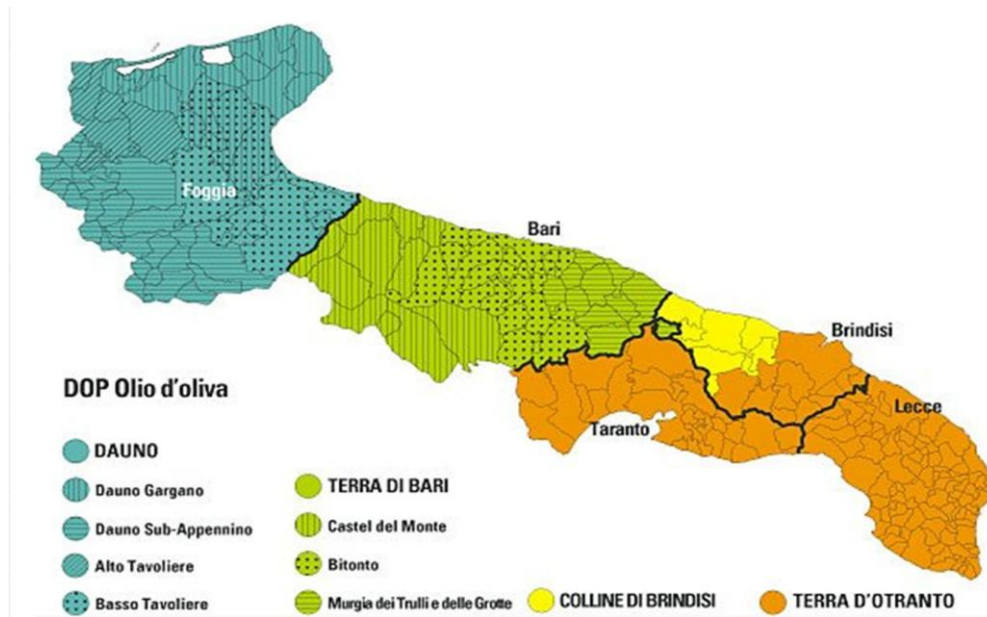 Foggia
Bari
Brindisi
Lecce
Taranto
DOP Olio d'oliva
DAUNO
Dauno Gargano
Dauno Sub-Appennino
Alto Tavoliere
Basso Tavoliere
TERRA DI BARI
Castel del Monte
Bitonto
Murgia dei Trulli e delle Grotte
COLLINE DI BRINDISI
TERRA D'OTRANTO